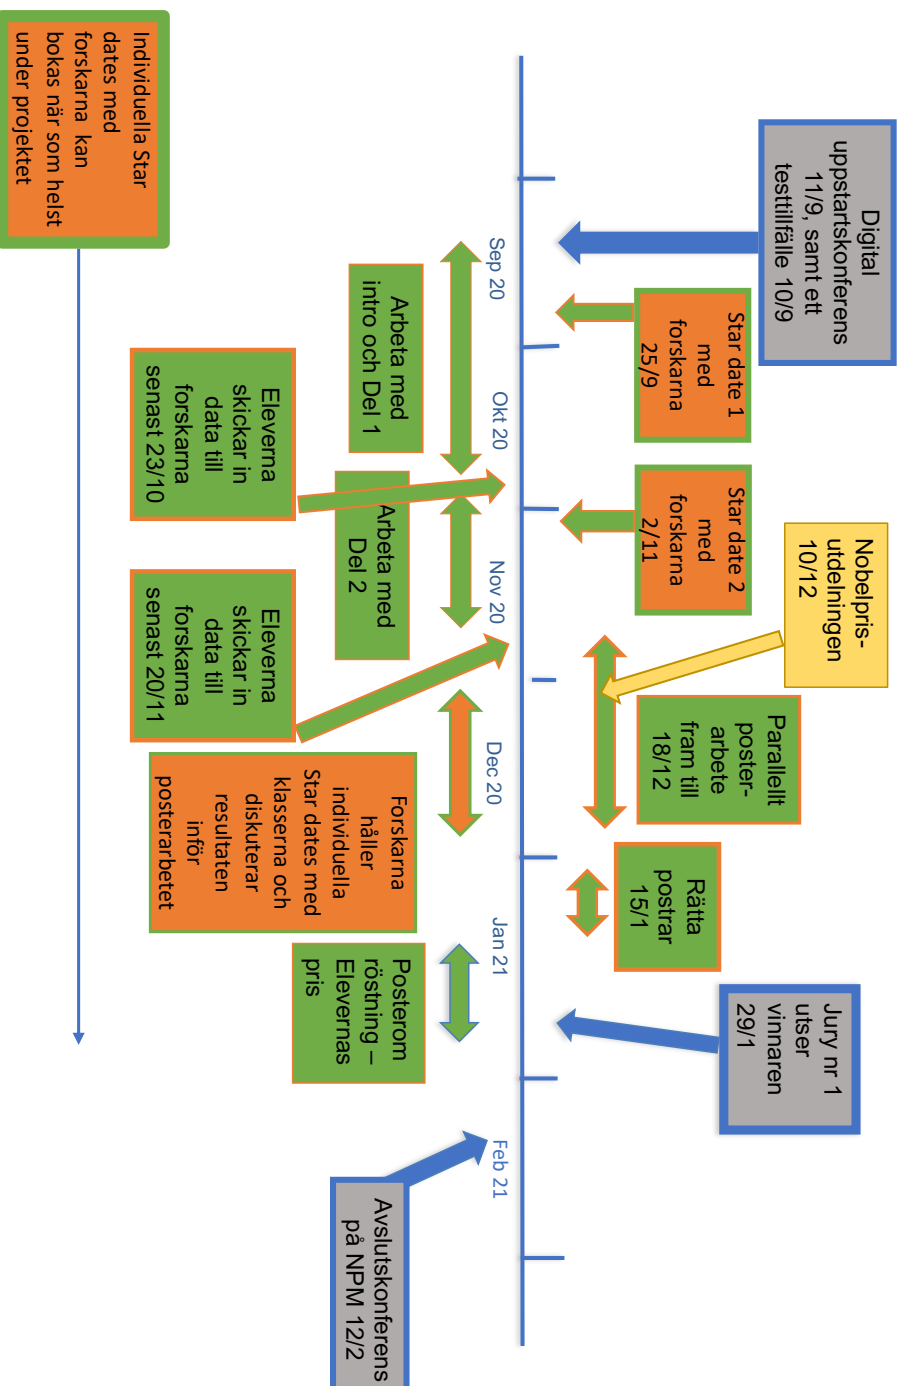 Digital
uppstartskonferens
11/9, samt ett
testtillfälle 10/9
Star date 1
med
forskarna
25/9
Star date 2
med
forskarna
2/11
Nobelpris-
utdelningen
10/12
Parallellt
poster-
arbete
fram till
18/12
Rätta
postrar
15/1
Jury nr 1
utser
vinnaren
29/1
Sep 20
Okt 20
Nov 20
Dec 20
Jan 21
Feb 21
Arbeta med
intro och Del 1
Arbeta med
Del 2
Eleverna
skickar in
data till
forskarna
senast 23/10
Eleverna
skickar in
data till
forskarna
senast 20/11
Forskarna
håller
individuella
Star dates med
klasserna och
diskuterar
resultaten
inför
posterarbetet
Posterom
röstning –
Elevernas
pris
Avslutskonferens
på NPM 12/2
Individuella Star
dates med
forskarna kan
bokas när som helst
under projektet